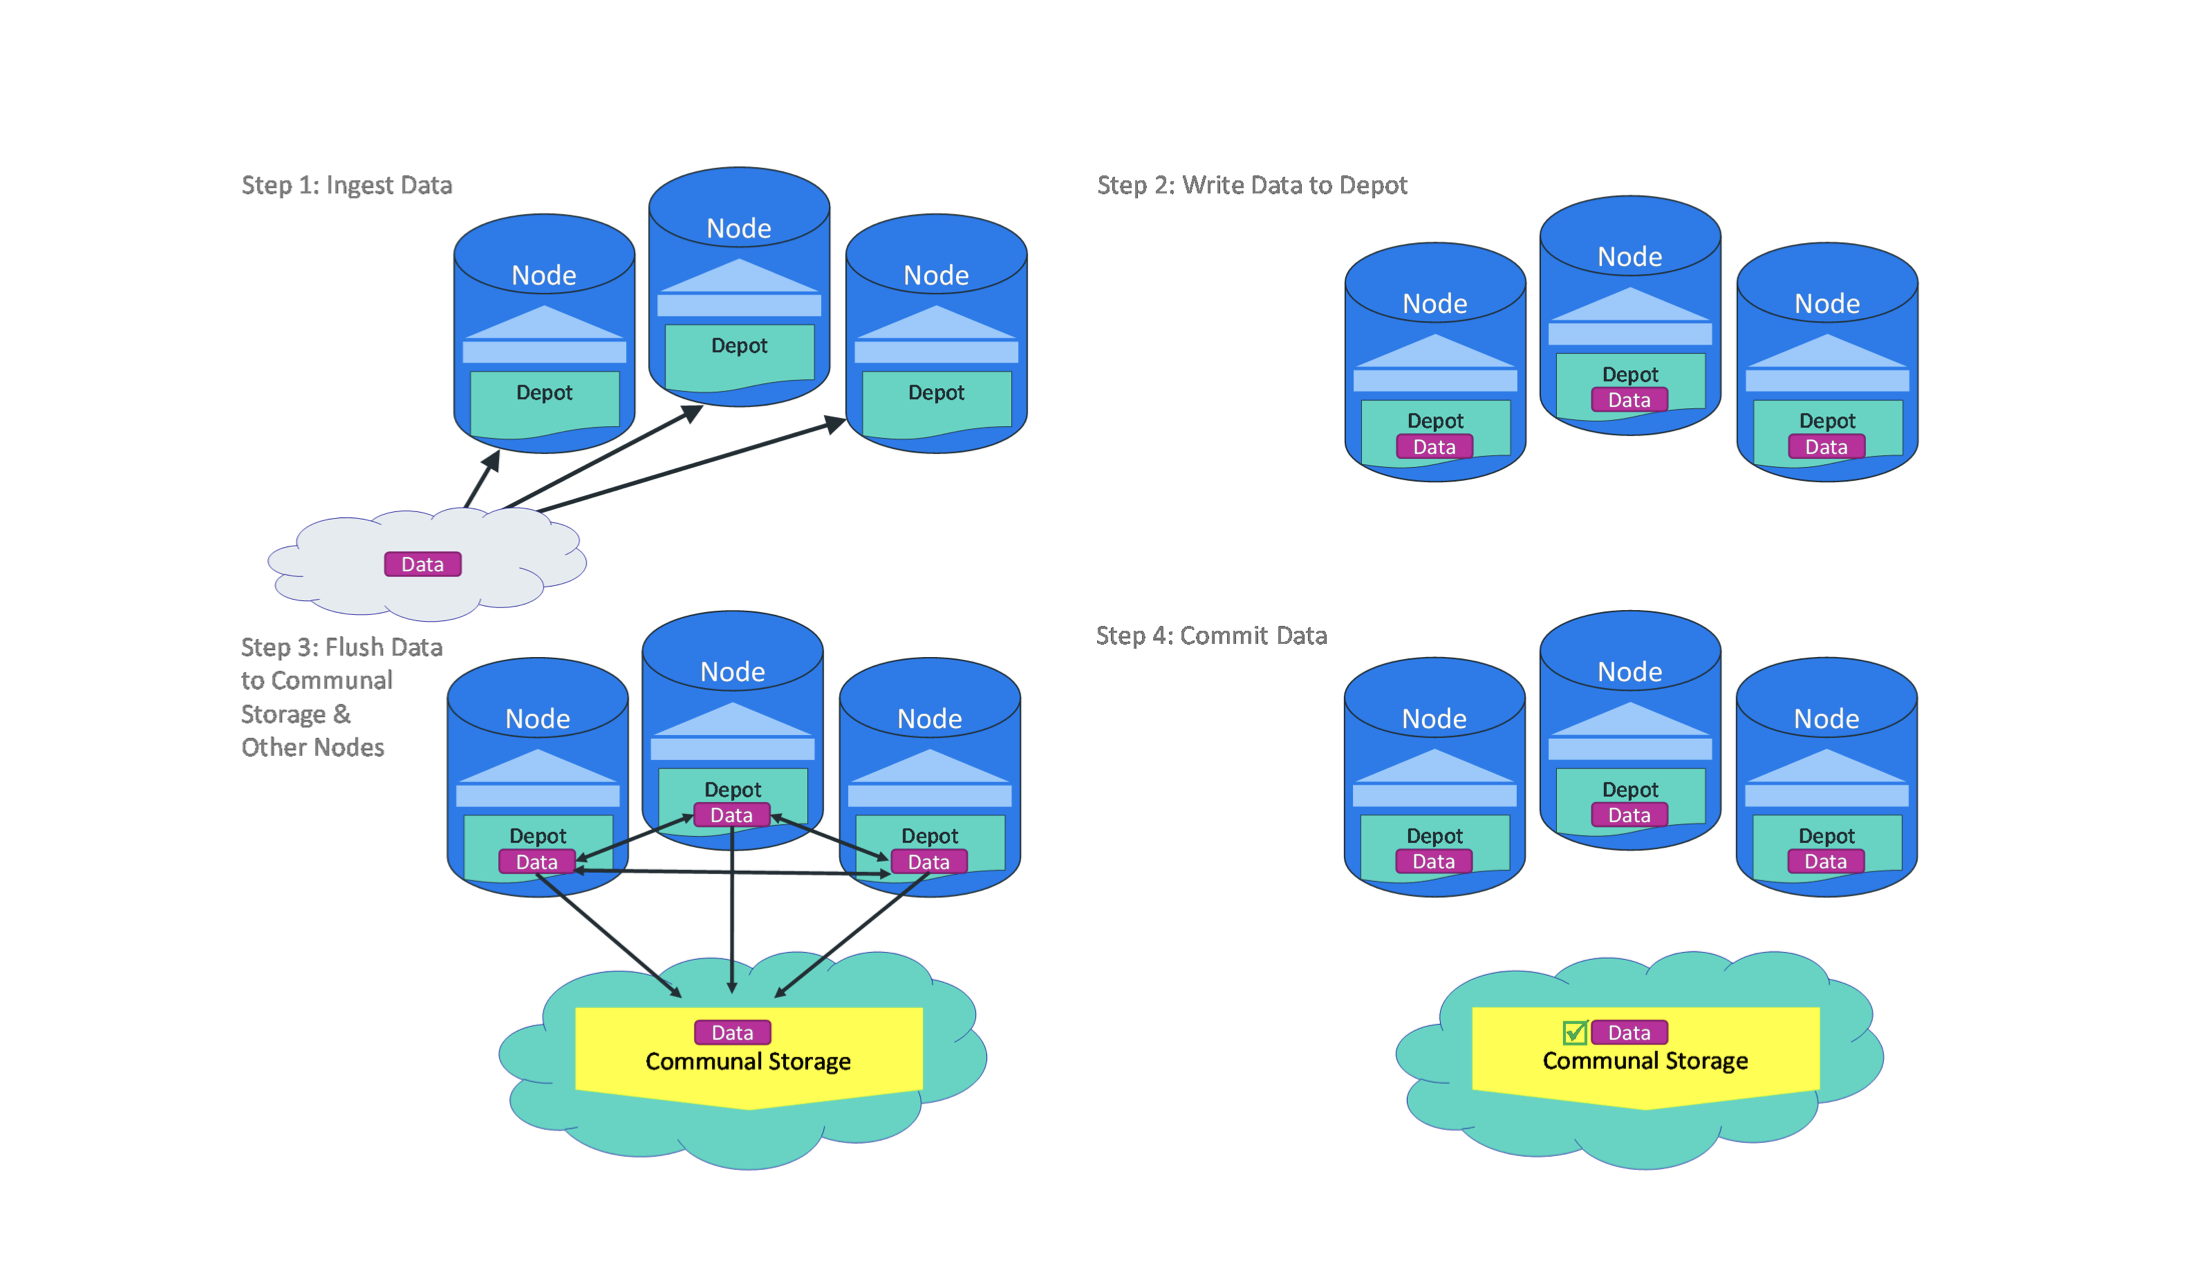 Step 1: Ingest Data
Node
Node
Node
Depot
Depot
Depot
Data
Step 2: Write Data to Depot
Node
Node
Node
Depot
Data
Depot
Data
Depot
Data
Step 3: Flush Data
to Communal
Storage &
Other Nodes
Node
Node
Node
Depot
Data
Depot
Data
Depot
Data
Data
Communal Storage
Step 4: Commit Data
Node
Node
Node
Depot
Data
Depot
Data
Depot
Data
Data
Communal Storage